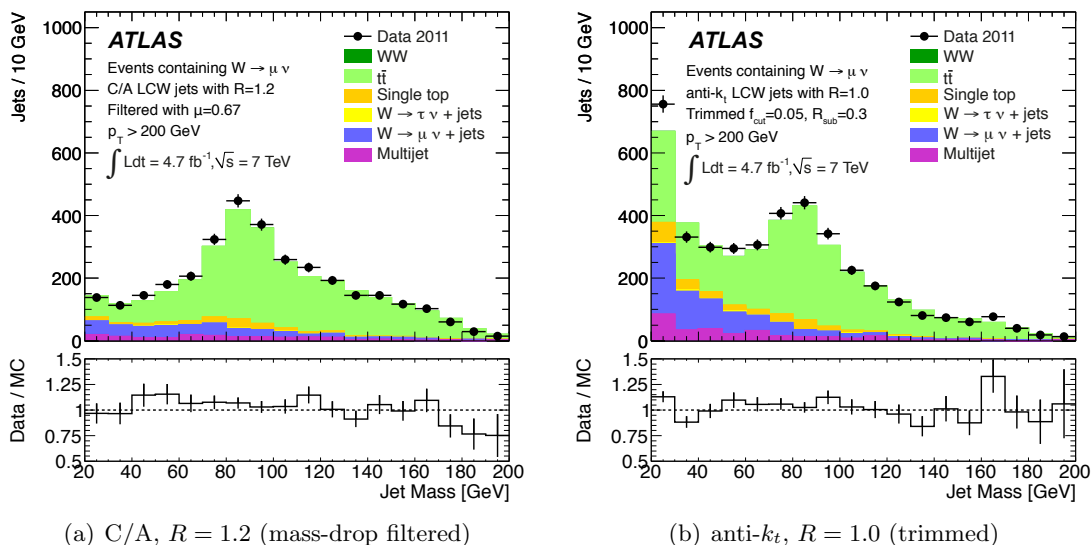 Jets / 10 GeV
1000
800
600
400
200
0
ATLAS
Events containing W → μ ν
C/A LCW jets with R=1.2
Filtered with μ=0.67
p_T > 200 GeV
∫ Ldt = 4.7 fb⁻¹,√s = 7 TeV
Data 2011
WW
tt̄
Single top
W → τ ν + jets
W → μ ν + jets
Multijet
Data / MC
1.5
1.25
1
0.75
0.5
20 40 60 80 100 120 140 160 180 200
Jet Mass [GeV]
(a) C/A, R = 1.2 (mass-drop filtered)
Jets / 10 GeV
1000
800
600
400
200
0
ATLAS
Events containing W → μ ν
anti-k_t LCW jets with R=1.0
Trimmed f_cut=0.05, R_sub=0.3
p_T > 200 GeV
∫ Ldt = 4.7 fb⁻¹,√s = 7 TeV
Data 2011
WW
tt̄
Single top
W → τ ν + jets
W → μ ν + jets
Multijet
Data / MC
1.5
1.25
1
0.75
0.5
20 40 60 80 100 120 140 160 180 200
Jet Mass [GeV]
(b) anti-k_t, R = 1.0 (trimmed)